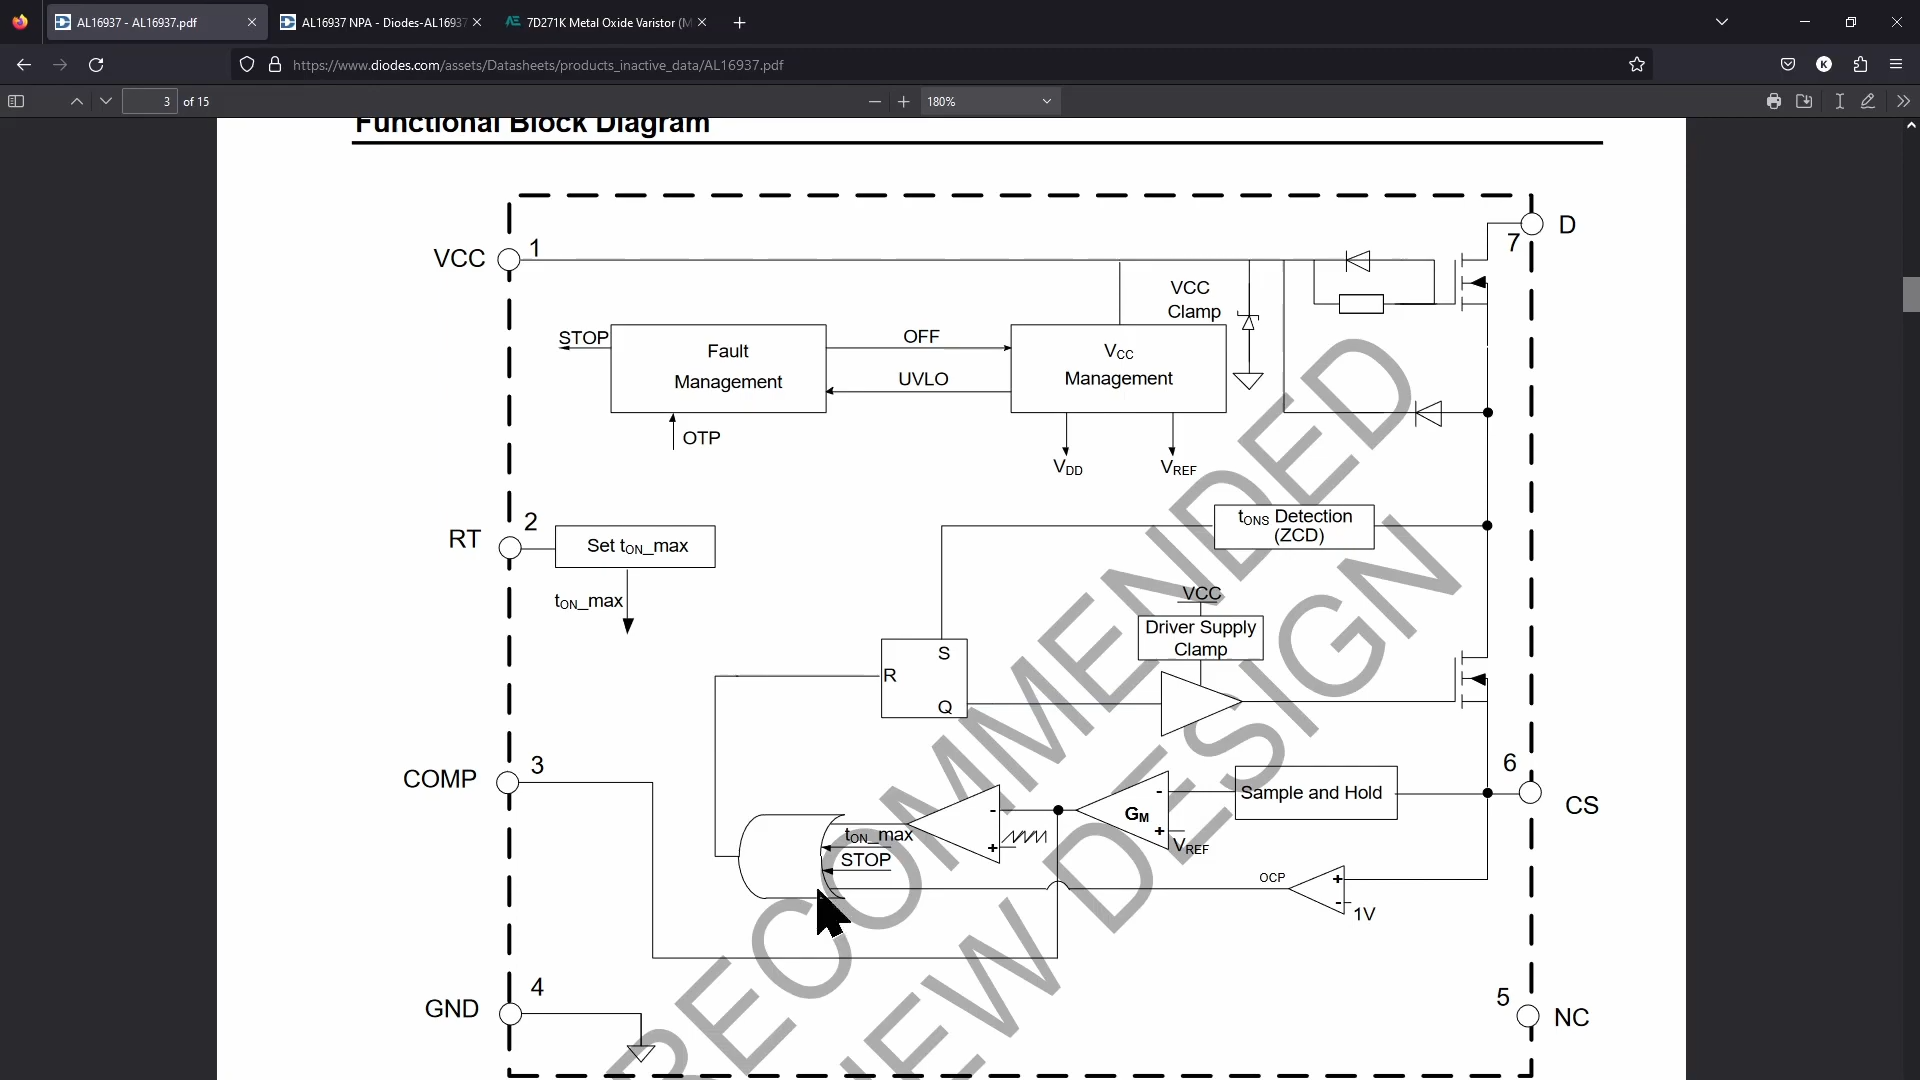 AL16937 - AL16937.pdf
AL16937 NPA - Diodes-AL16937
7D271K Metal Oxide Varistor (M
https://www.diodes.com/assets/Datasheets/products_inactive_data/AL16937.pdf
K
3 of 15
180%
Functional Block Diagram
D
7
VCC
1
VCC
Clamp
STOP
Fault
Management
OFF
UVLO
VCC
Management
OTP
VDD
VREF
RT
2
Set tON_max
tON_max
tONS Detection
(ZCD)
VCC
Driver Supply
Clamp
S
R
Q
COMP
3
6
CS
Sample and Hold
GM
-
+
VREF
-
+
tON_max
STOP
OCP
+
-
1V
GND
4
5
NC
RECOMMENDED
NEW DESIGN